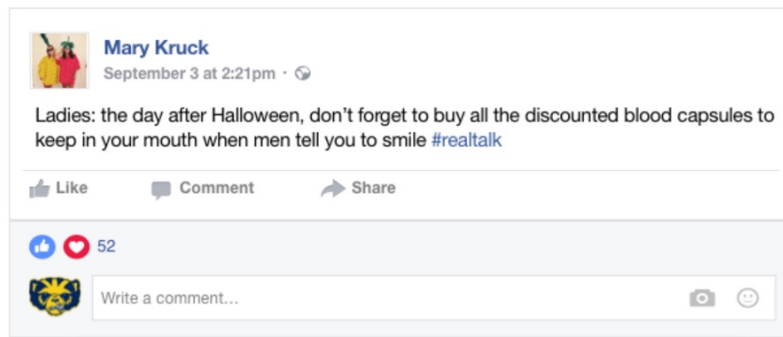 Mary Kruck
September 3 at 2:21pm ·
Ladies: the day after Halloween, don’t forget to buy all the discounted blood capsules to
keep in your mouth when men tell you to smile #realtalk
Like Comment Share
52
Write a comment...